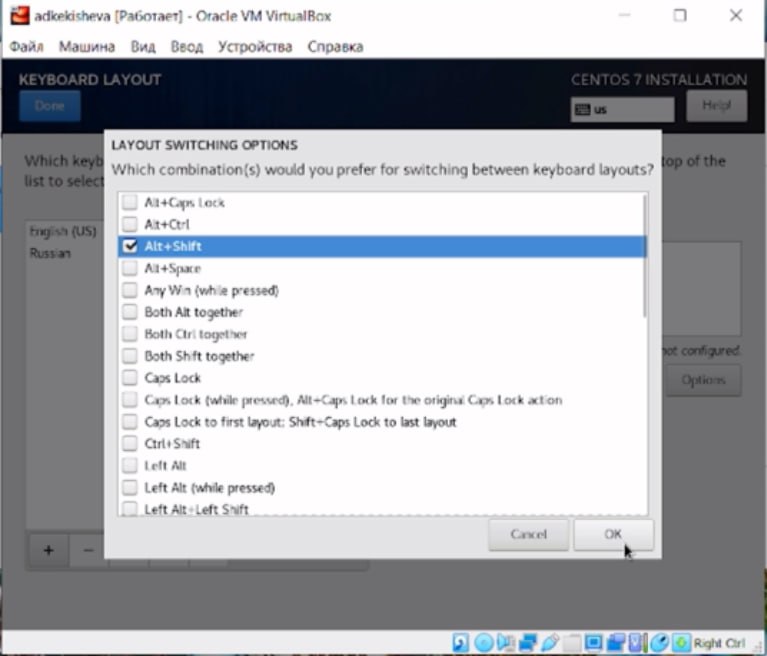 adkekisheva [Работает] - Oracle VM VirtualBox
Файл Машина Вид Ввод Устройства Справка
KEYBOARD LAYOUT
CENTOS 7 INSTALLATION
Done
us
Help!
Which keyb
top of the
list to select
LAYOUT SWITCHING OPTIONS
Which combination(s) would you prefer for switching between keyboard layouts?
English (US)
Russian
Alt+Caps Lock
Alt+Ctrl
Alt+Shift
Alt+Space
Any Win (while pressed)
Both Alt together
Both Ctrl together
Both Shift together
Caps Lock
Caps Lock (while pressed), Alt+Caps Lock for the original Caps Lock action
Caps Lock to first layout; Shift+Caps Lock to last layout
Ctrl+Shift
Left Alt
Left Alt (while pressed)
Left Alt+Left Shift
not configured.
Options
+ −
Cancel
OK
Right Ctrl